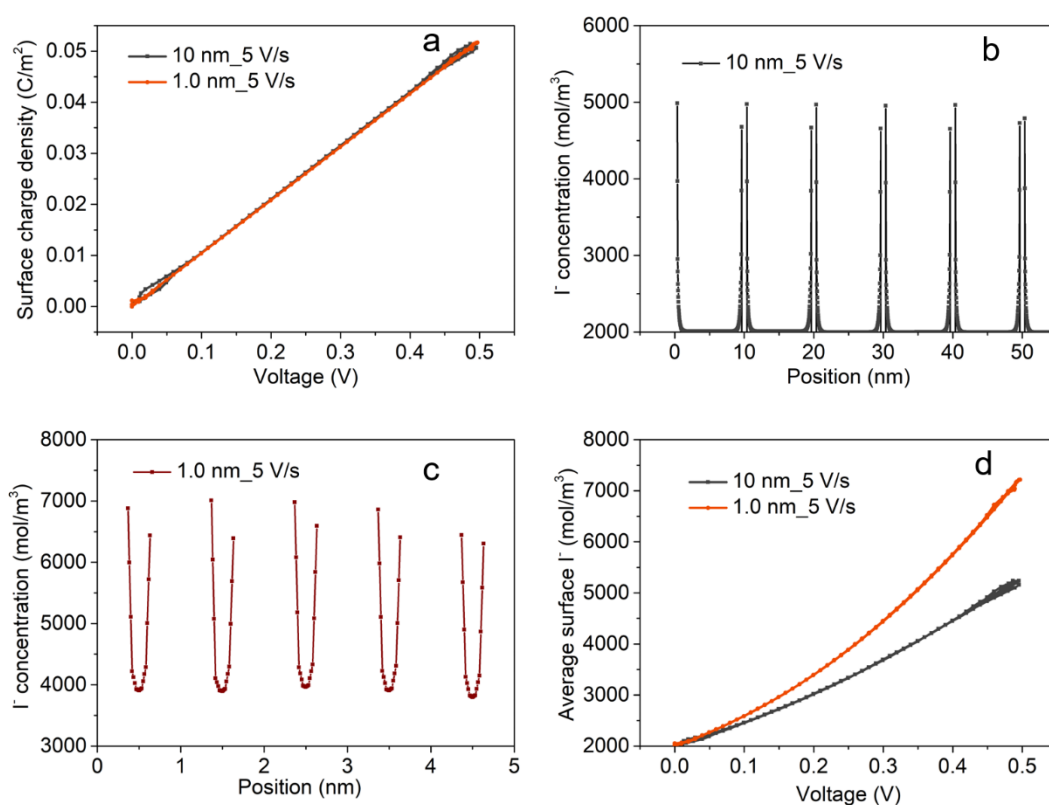 a
10 nm_5 V/s
1.0 nm_5 V/s
Surface charge density (C/m²)
0.05
0.04
0.03
0.02
0.01
0.00
0.0 0.1 0.2 0.3 0.4 0.5
Voltage (V)
b
10 nm_5 V/s
I⁻ concentration (mol/m³)
6000
5000
4000
3000
2000
0 10 20 30 40 50
Position (nm)
c
1.0 nm_5 V/s
I⁻ concentration (mol/m³)
8000
7000
6000
5000
4000
3000
0 1 2 3 4 5
Position (nm)
d
10 nm_5 V/s
1.0 nm_5 V/s
Average surface I⁻ (mol/m³)
8000
7000
6000
5000
4000
3000
2000
0.0 0.1 0.2 0.3 0.4 0.5
Voltage (V)